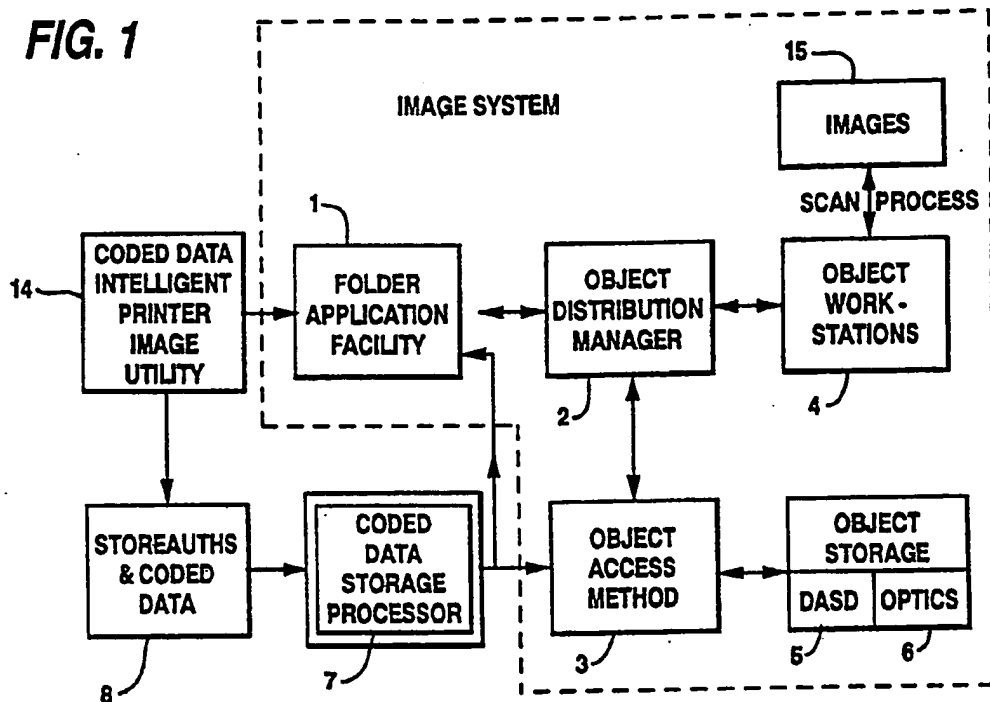 FIG. 1
15
IMAGE SYSTEM
IMAGES
SCAN PROCESS
1
14
CODED DATA
INTELLIGENT
PRINTER
IMAGE
UTILITY
FOLDER
APPLICATION
FACILITY
OBJECT
DISTRIBUTION
MANAGER
OBJECT
WORK-
STATIONS
2
4
STOREAUTHS
& CODED
DATA
CODED
DATA
STORAGE
PROCESSOR
OBJECT
ACCESS
METHOD
OBJECT
STORAGE
DASD OPTICS
8
7
3
5
6